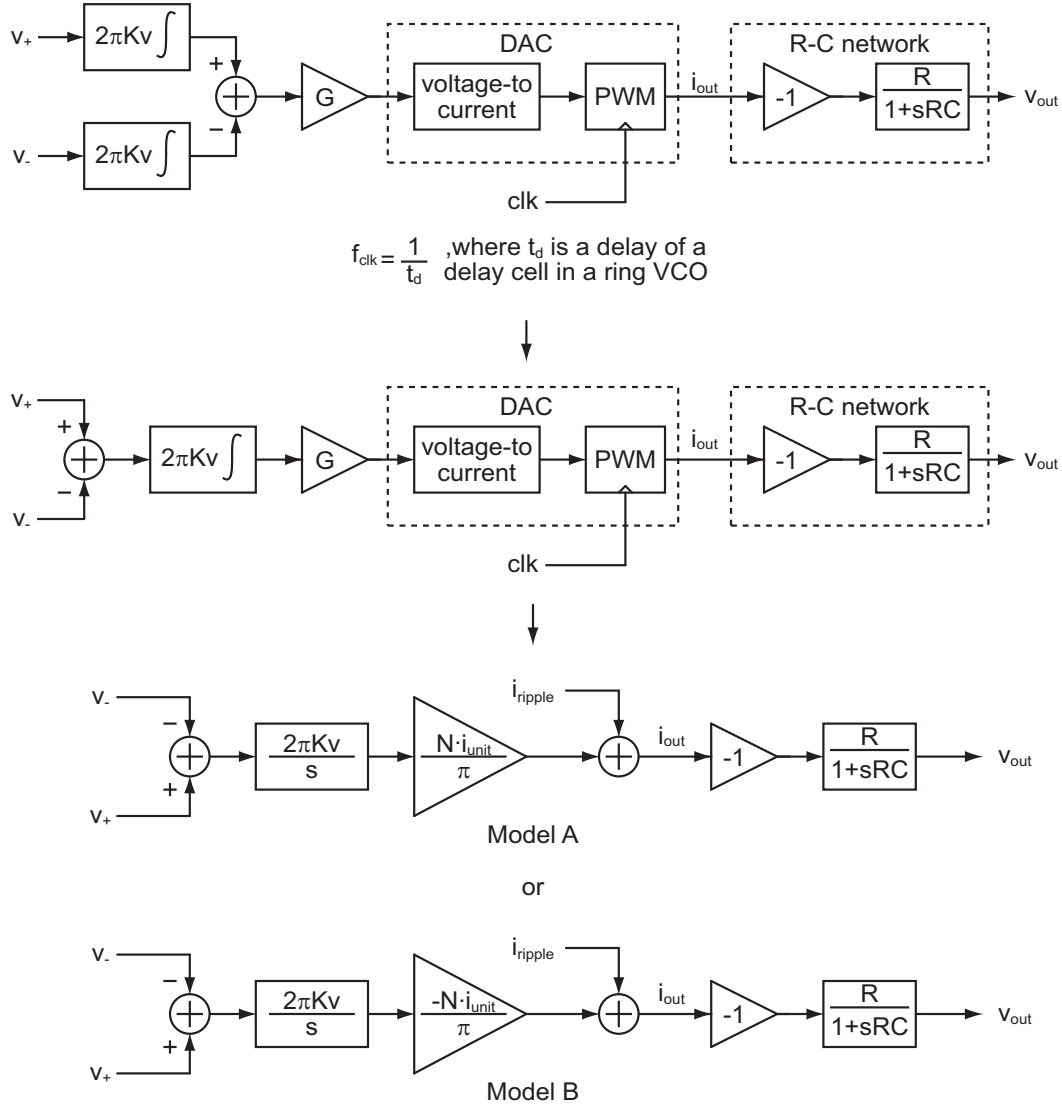 DAC
R-C network
v+
2πKv ∫
+
−
G
voltage-to
current
PWM
iout
-1
R
1+sRC
vout
v-
2πKv ∫
clk
fclk = 1/td ,where td is a delay of a
delay cell in a ring VCO
DAC
R-C network
v+
+
−
v-
2πKv ∫
G
voltage-to
current
PWM
iout
-1
R
1+sRC
vout
clk
v-
−
+
v+
2πKv
s
N·iunit
π
iripple
iout
-1
R
1+sRC
vout
Model A
or
v-
−
+
v+
2πKv
s
-N·iunit
π
iripple
iout
-1
R
1+sRC
vout
Model B